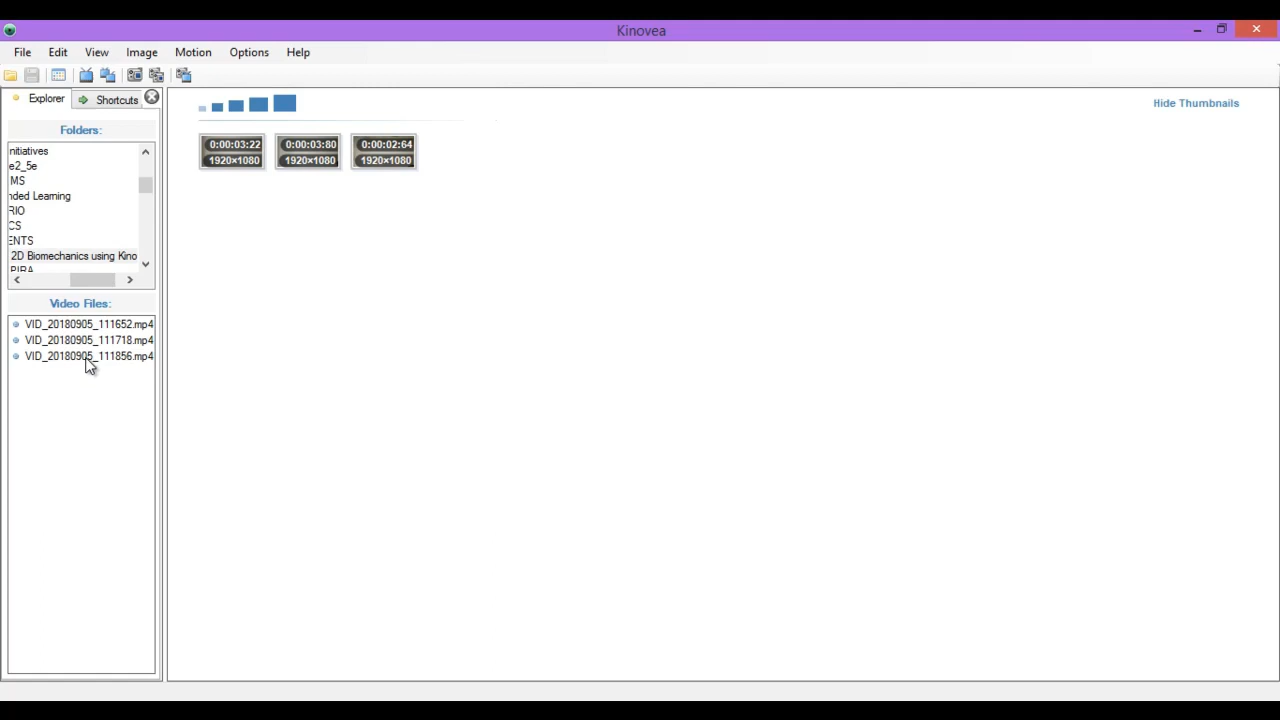 Kinovea
File Edit View Image Motion Options Help
Explorer Shortcuts
Hide Thumbnails
Folders:
0:00:03:22 0:00:03:80 0:00:02:64
1920×1080 1920×1080 1920×1080
nitiatives
e2_5e
MS
nded Learning
RIO
CS
ENTS
2D Biomechanics using Kino
PIRA
Video Files:
VID_20180905_111652.mp4
VID_20180905_111718.mp4
VID_20180905_111856.mp4